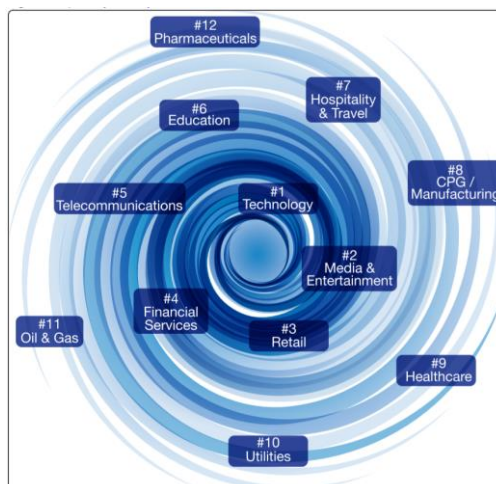 #12
Pharmaceuticals
#7
Hospitality
& Travel
#6
Education
#8
CPG /
Manufacturing
#5
Telecommunications
#1
Technology
#2
Media &
Entertainment
#4
Financial
Services
#3
Retail
#11
Oil & Gas
#9
Healthcare
#10
Utilities